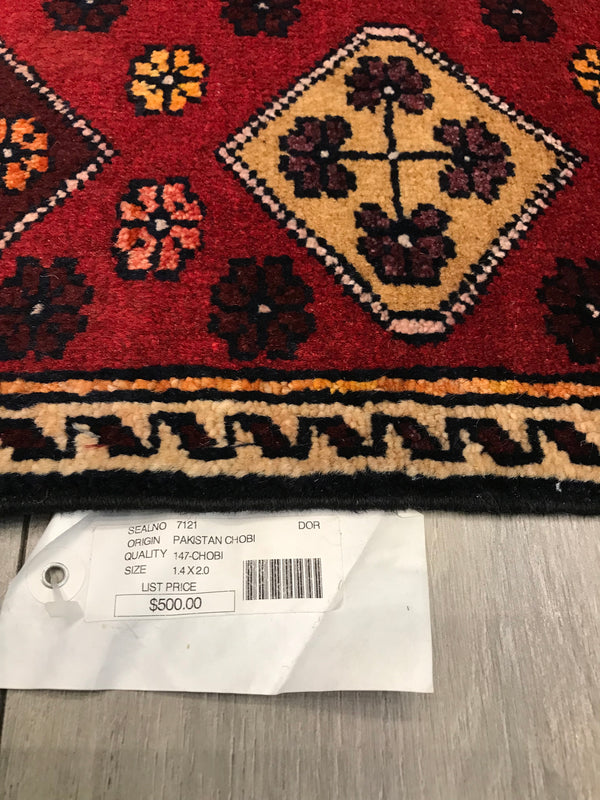 SEALNO 7121 DOR
ORIGIN PAKISTAN CHOBI
QUALITY 147-CHOBI
SIZE 1.4 X 2.0
LIST PRICE
$500.00